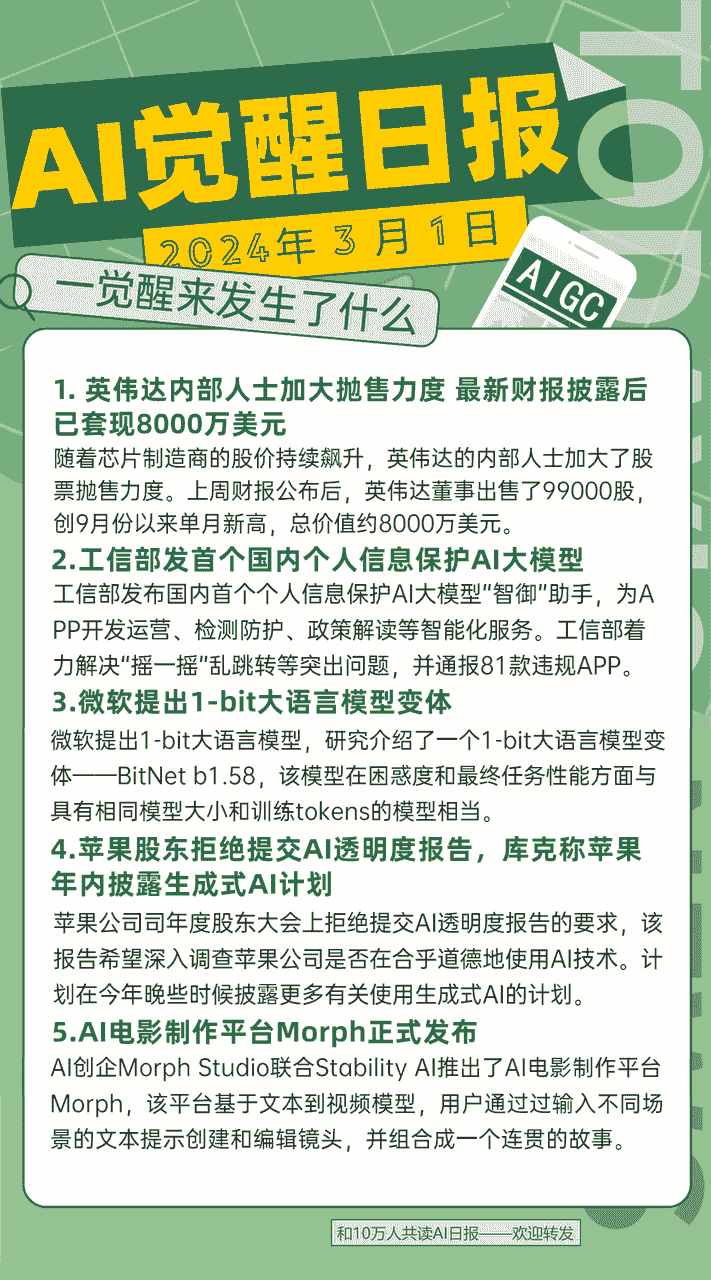 AI觉醒日报
2024年3月1日
一觉醒来发生了什么
AIGC
1. 英伟达内部人士加大抛售力度 最新财报披露后
已套现8000万美元
随着芯片制造商的股价持续飙升，英伟达的内部人士加大了股
票抛售力度。上周财报公布后，英伟达董事出售了99000股，
创9月份以来单月新高，总价值约8000万美元。
2.工信部发首个国内个人信息保护AI大模型
工信部发布国内首个个人信息保护AI大模型“智御”助手，为A
PP开发运营、检测防护、政策解读等智能化服务。工信部着
力解决“摇一摇”乱跳转等突出问题，并通报81款违规APP。
3.微软提出1-bit大语言模型变体
微软提出1-bit大语言模型，研究介绍了一个1-bit大语言模型变
体——BitNet b1.58，该模型在困惑度和最终任务性能方面与
具有相同模型大小和训练tokens的模型相当。
4.苹果股东拒绝提交AI透明度报告，库克称苹果
年内披露生成式AI计划
苹果公司司年度股东大会上拒绝提交AI透明度报告的要求，该
报告希望深入调查苹果公司是否在合乎道德地使用AI技术。计
划在今年晚些时候披露更多有关使用生成式AI的计划。
5.AI电影制作平台Morph正式发布
AI创企Morph Studio联合Stability AI推出了AI电影制作平台
Morph，该平台基于文本到视频模型，用户通过过输入不同场
景的文本提示创建和编辑镜头，并组合成一个连贯的故事。
和10万人共读AI日报——欢迎转发